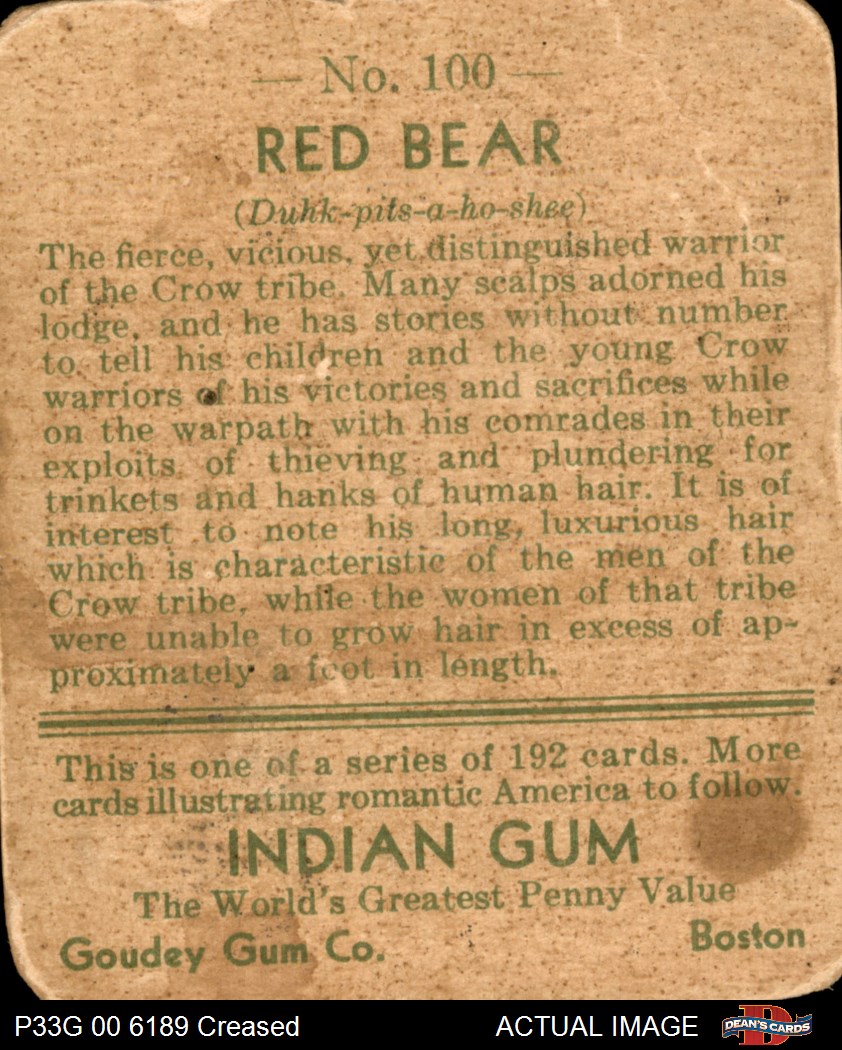 — No. 100 —
RED BEAR
(Duhk-pits-a-ho-shee)
The fierce, vicious, yet distinguished warrior
of the Crow tribe. Many scalps adorned his
lodge, and he has stories without number
to tell his children and the young Crow
warriors of his victories and sacrifices while
on the warpath with his comrades in their
exploits of thieving and plundering for
trinkets and hanks of human hair. It is of
interest to note his long, luxurious hair
which is characteristic of the men of the
Crow tribe, while the women of that tribe
were unable to grow hair in excess of ap-
proximately a foot in length.
This is one of a series of 192 cards. More
cards illustrating romantic America to follow.
INDIAN GUM
The World's Greatest Penny Value
Goudey Gum Co. Boston
P33G 00 6189 Creased ACTUAL IMAGE D DEAN'S CARDS